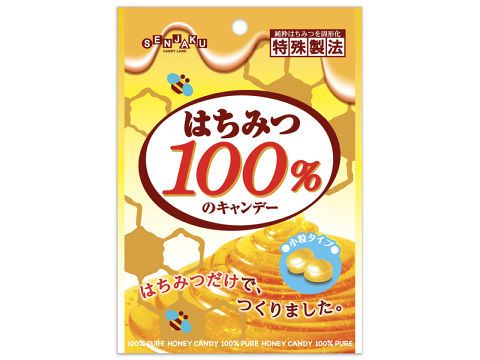 SENJAKU
CANDY LAND
純粋はちみつを固形化
特殊製法
はちみつ
100%
のキャンデー
小粒タイプ
はちみつだけで、
つくりました。
100% PURE HONEY CANDY 100% PURE HONEY CANDY 100% PURE